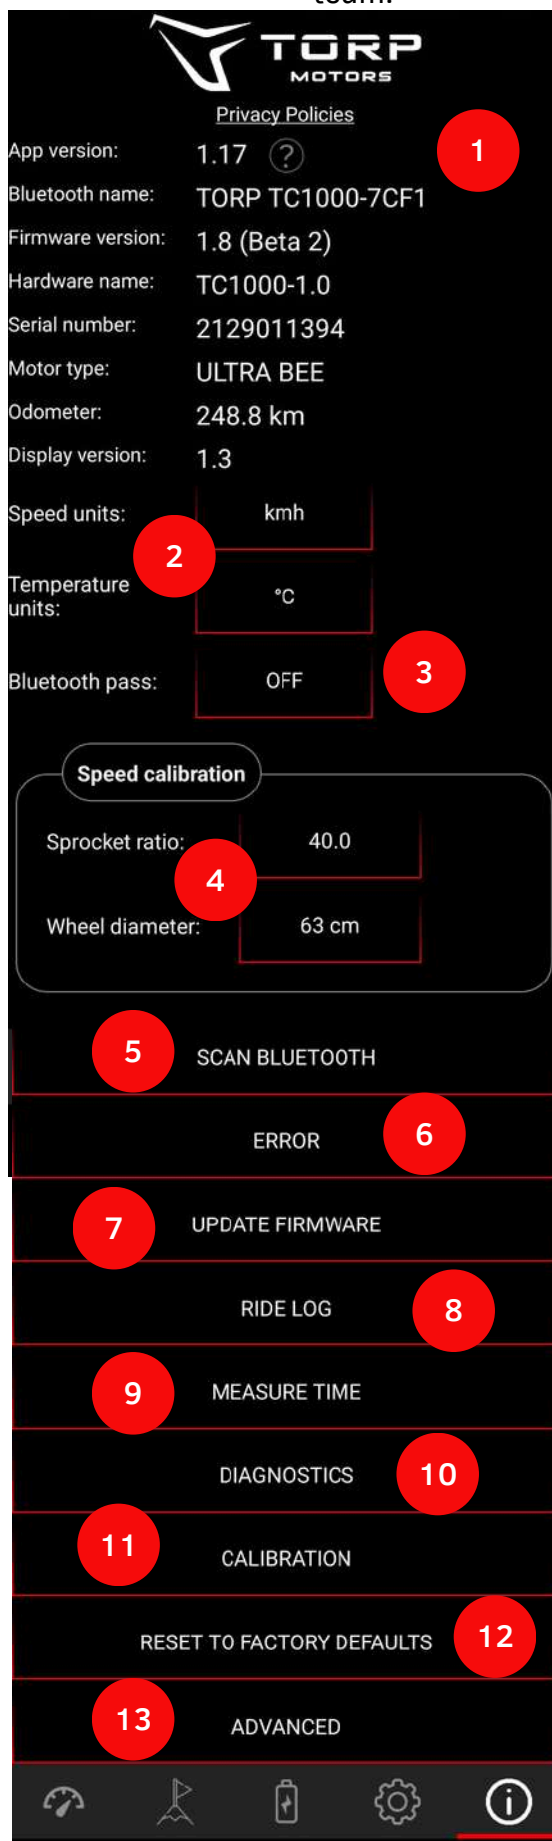 team.
TORP
MOTORS
Privacy Policies
App version: 1.17 ? 1
Bluetooth name: TORP TC1000-7CF1
Firmware version: 1.8 (Beta 2)
Hardware name: TC1000-1.0
Serial number: 2129011394
Motor type: ULTRA BEE
Odometer: 248.8 km
Display version: 1.3
Speed units: kmh
2
Temperature
units: °C
Bluetooth pass: OFF 3
Speed calibration
Sprocket ratio: 40.0
4
Wheel diameter: 63 cm
5 SCAN BLUETOOTH
ERROR 6
7 UPDATE FIRMWARE
RIDE LOG 8
9 MEASURE TIME
DIAGNOSTICS 10
11 CALIBRATION
RESET TO FACTORY DEFAULTS 12
13 ADVANCED